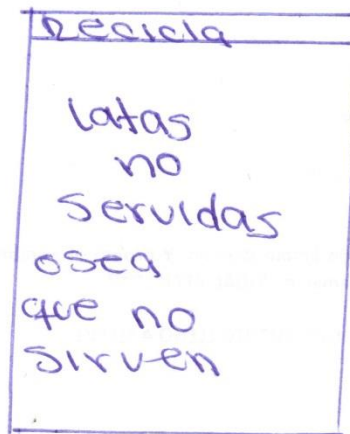 Recicla
latas
no
servidas
osea
que no
sirven